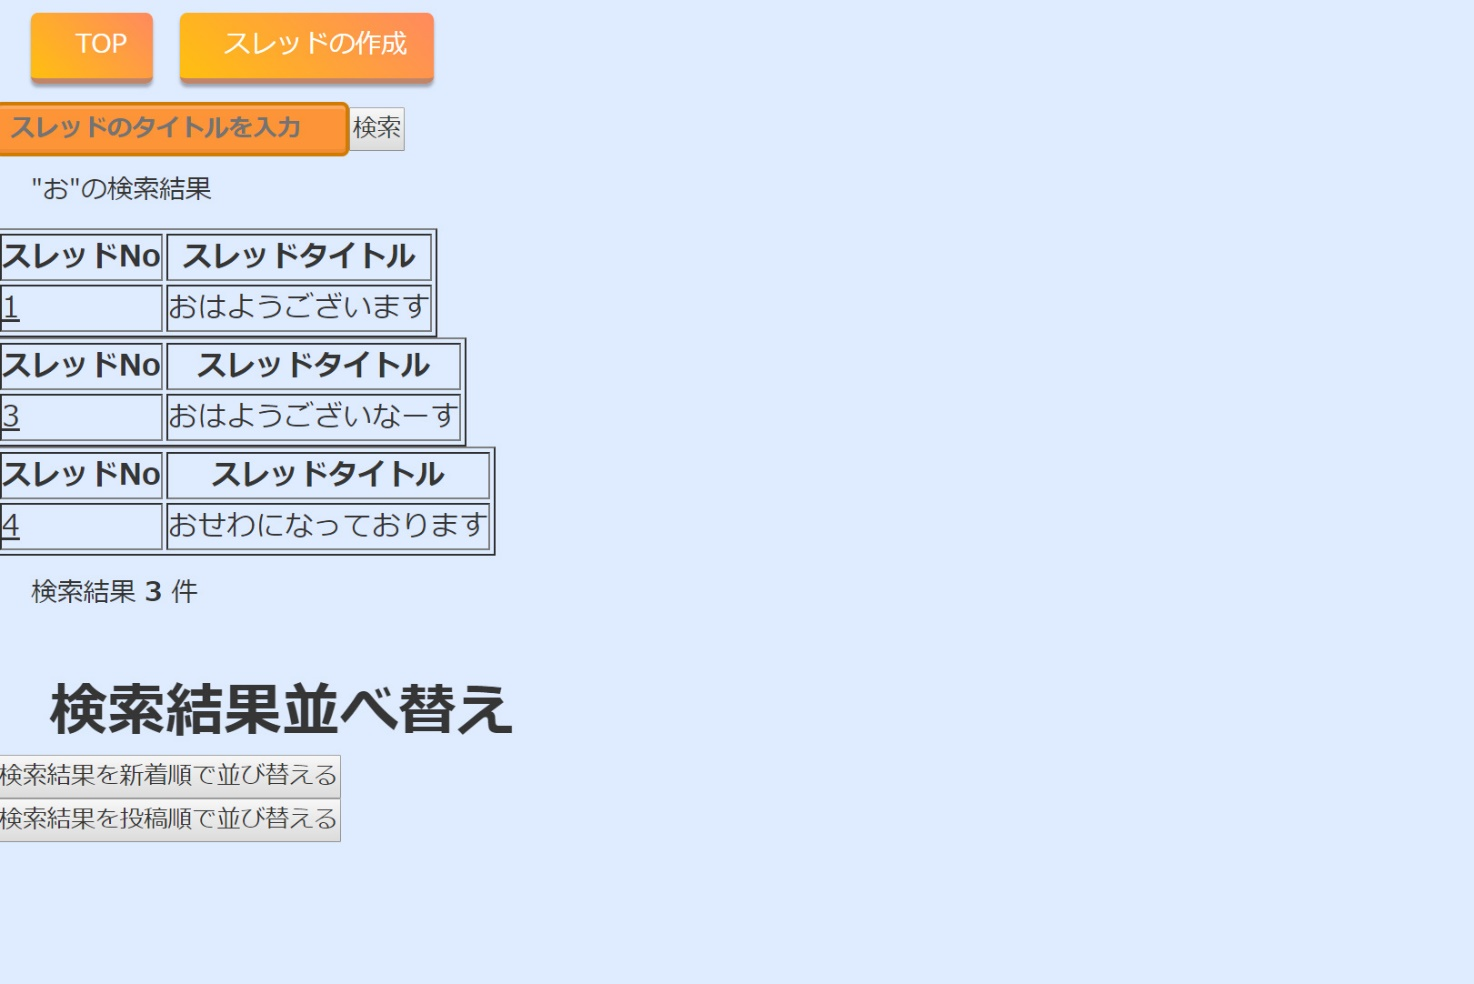 TOP スレッドの作成
スレッドのタイトルを入力 検索
"お"の検索結果
スレッドNo スレッドタイトル
1 おはようございます
スレッドNo スレッドタイトル
3 おはようございなーす
スレッドNo スレッドタイトル
4 おせわになっております
検索結果 3 件
検索結果並べ替え
検索結果を新着順で並び替える
検索結果を投稿順で並び替える